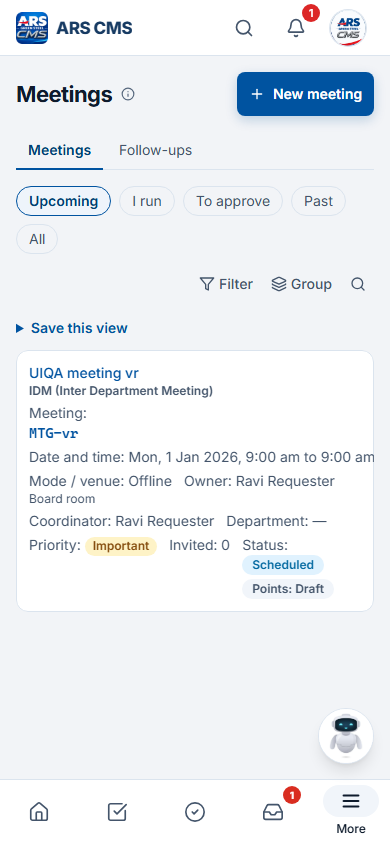 ARS
CMS
ARS CMS
1
ARS
CMS
Meetings
New meeting
Meetings
Follow-ups
Upcoming
I run
To approve
Past
All
Filter
Group
Save this view
UIQA meeting vr
IDM (Inter Department Meeting)
Meeting:
MTG-vr
Date and time: Mon, 1 Jan 2026, 9:00 am to 9:00 am
Mode / venue: Offline Owner: Ravi Requester
Board room
Coordinator: Ravi Requester Department: —
Priority: Important Invited: 0 Status:
Scheduled
Points: Draft
1
More